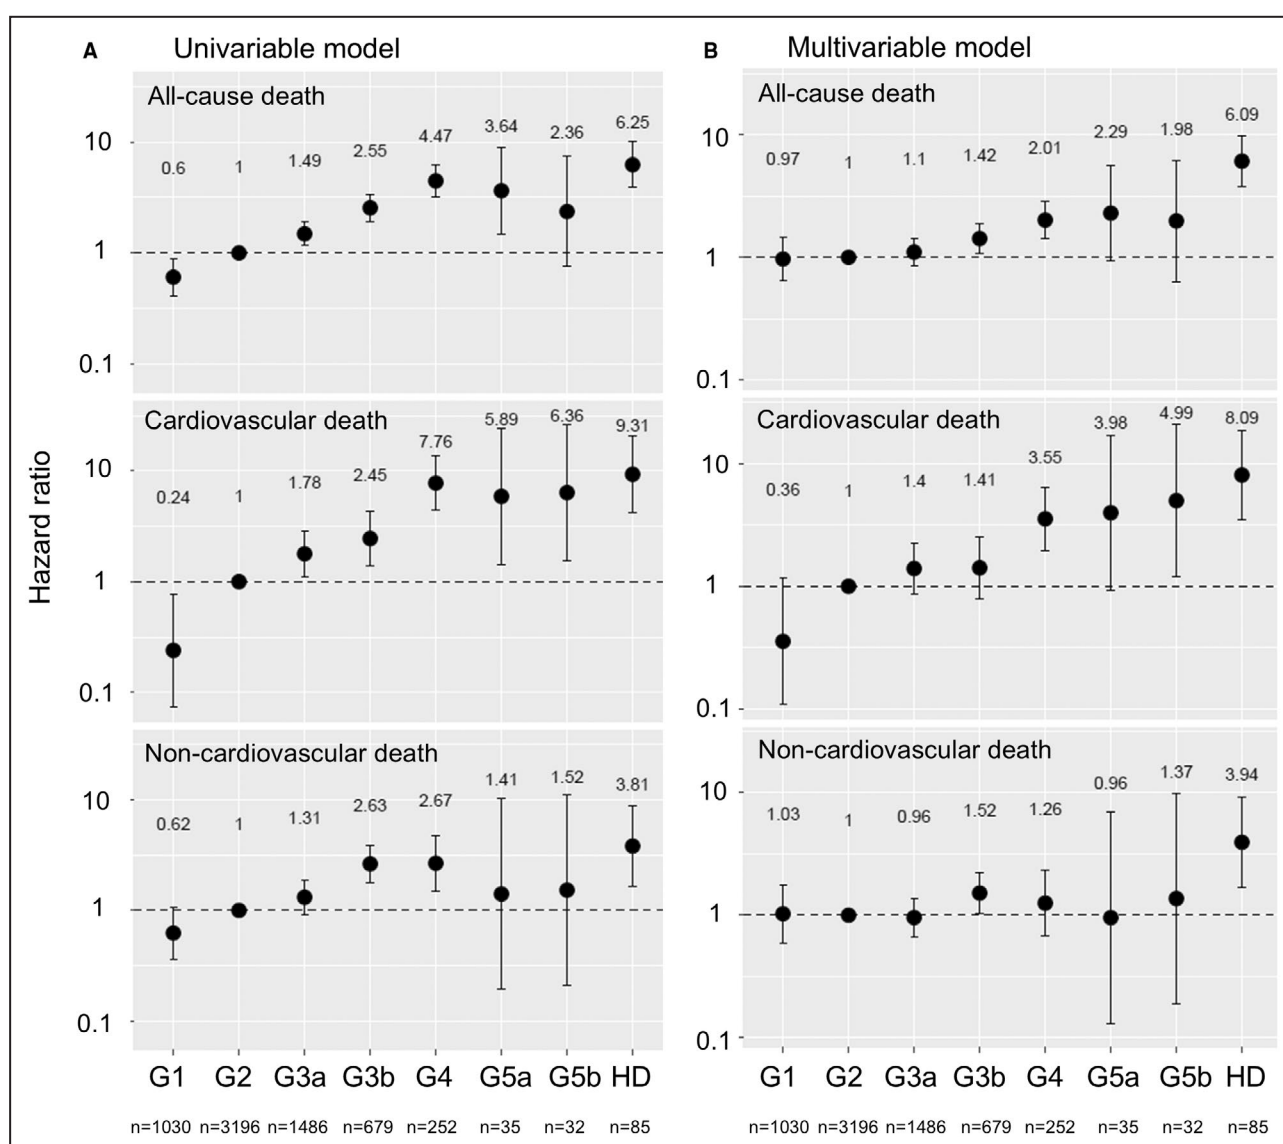 A Univariable model
B Multivariable model
Hazard ratio
All-cause death
10
1
0.1
0.6 1 1.49 2.55 4.47 3.64 2.36 6.25
Cardiovascular death
10
1
0.1
0.24 1 1.78 2.45 7.76 5.89 6.36 9.31
Non-cardiovascular death
10
1
0.1
0.62 1 1.31 2.63 2.67 1.41 1.52 3.81
G1 G2 G3a G3b G4 G5a G5b HD
n=1030 n=3196 n=1486 n=679 n=252 n=35 n=32 n=85
All-cause death
10
1
0.1
0.97 1 1.1 1.42 2.01 2.29 1.98 6.09
Cardiovascular death
10
1
0.1
0.36 1 1.4 1.41 3.55 3.98 4.99 8.09
Non-cardiovascular death
10
1
0.1
1.03 1 0.96 1.52 1.26 0.96 1.37 3.94
G1 G2 G3a G3b G4 G5a G5b HD
n=1030 n=3196 n=1486 n=679 n=252 n=35 n=32 n=85